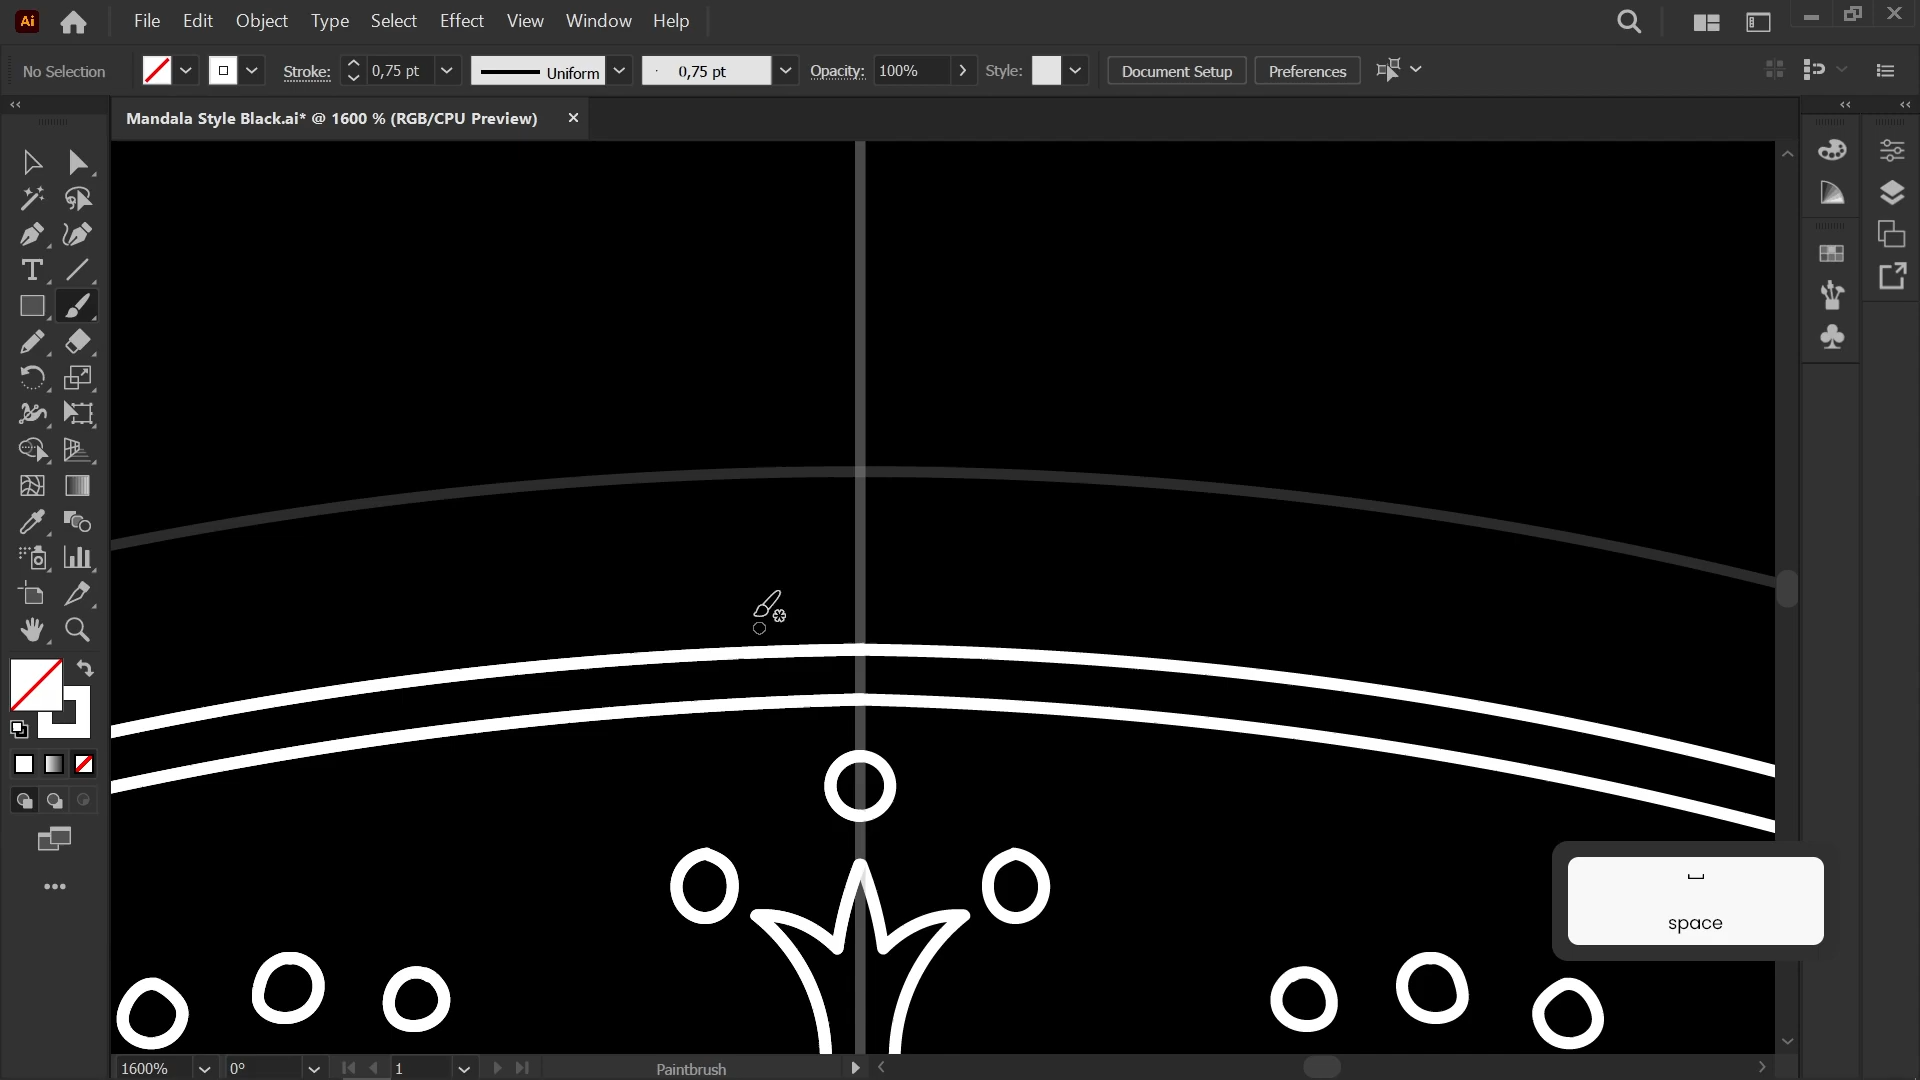 Ai File Edit Object Type Select Effect View Window Help
No Selection Stroke: 0,75 pt Uniform 0,75 pt Opacity: 100% Style: Document Setup Preferences
Mandala Style Black.ai* @ 1600 % (RGB/CPU Preview)
space
1600% 0° 1 Paintbrush